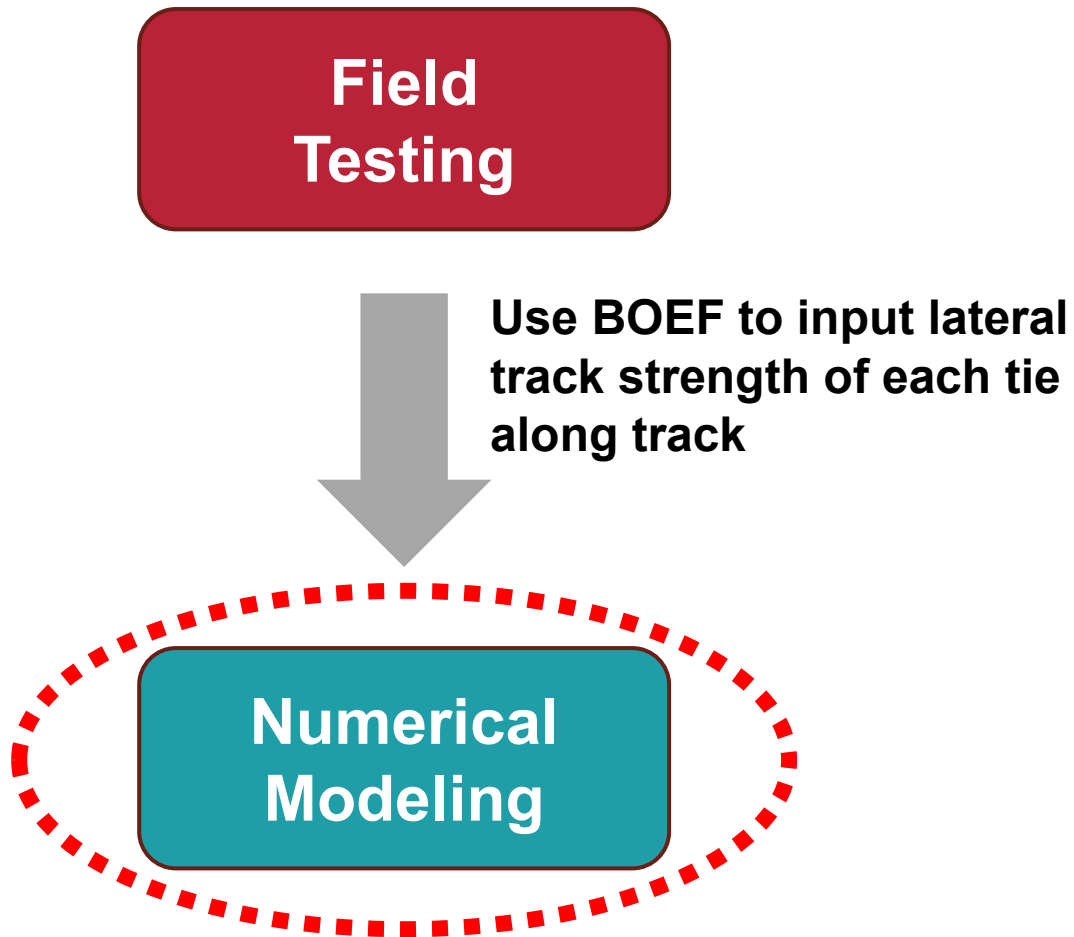 Field
Testing
Use BOEF to input lateral
track strength of each tie
along track
Numerical
Modeling